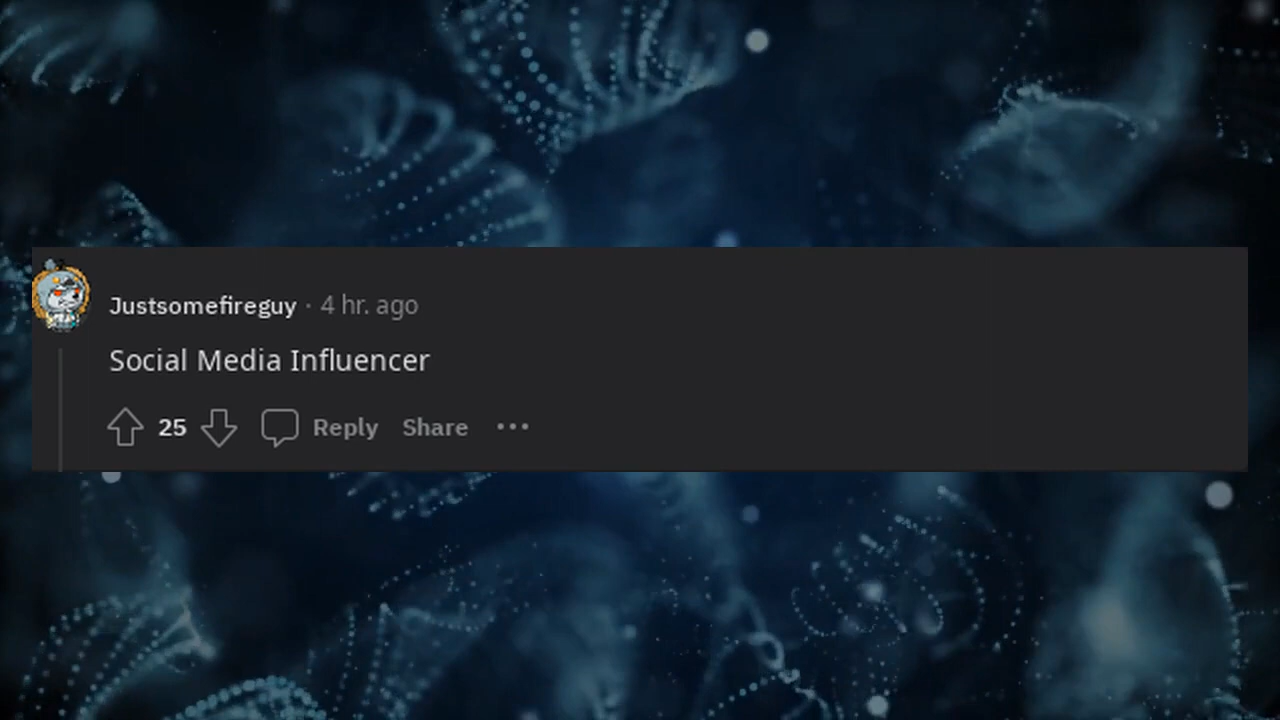 Justsomefireguy · 4 hr. ago
Social Media Influencer
25 Reply Share ···